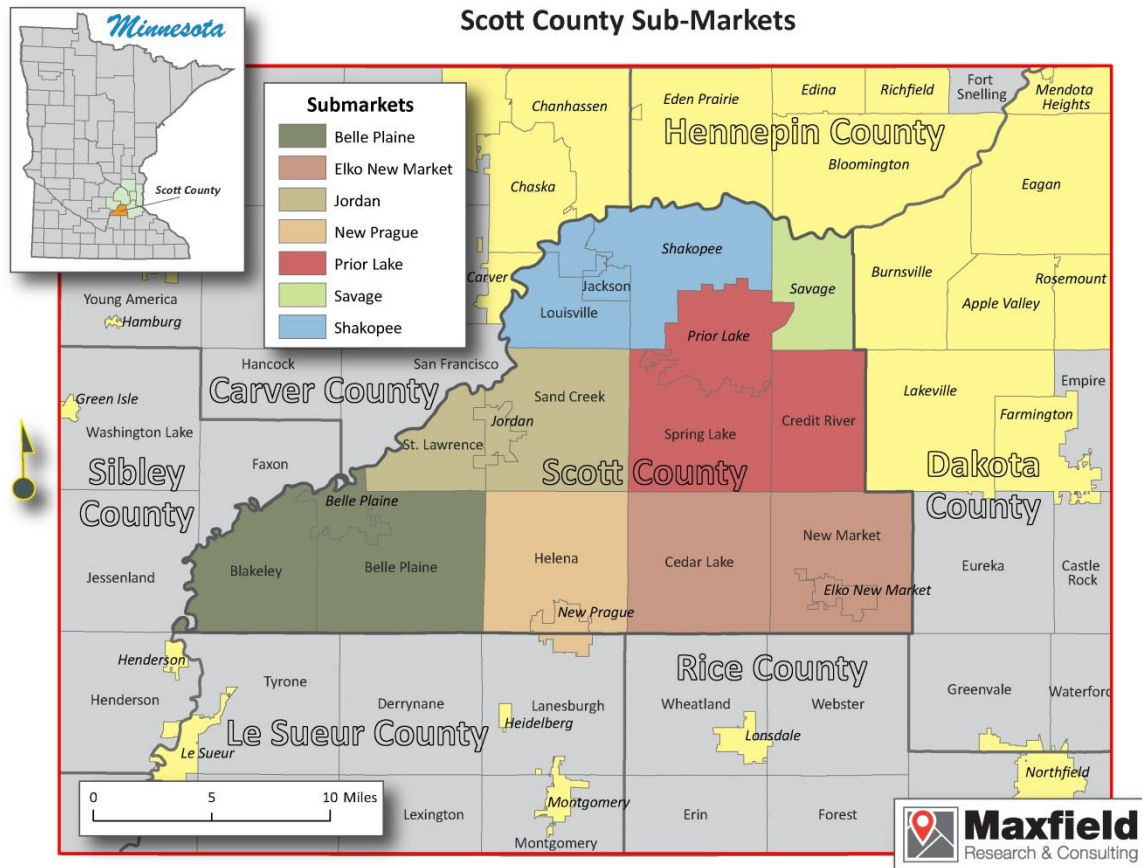 Scott County Sub-Markets
Minnesota
Scott County
Submarkets
Belle Plaine
Elko New Market
Jordan
New Prague
Prior Lake
Savage
Shakopee
Chanhassen
Eden Prairie
Edina
Richfield
Fort
Snelling
Mendota
Heights
Hennepin County
Bloomington
Chaska
Eagan
Shakopee
Carver
Jackson
Savage
Burnsville
Rosemount
Young America
Hamburg
Louisville
Prior Lake
Apple Valley
Hancock
San Francisco
Carver County
Green Isle
Sand Creek
Lakeville
Empire
Washington Lake
Jordan
Farmington
St. Lawrence
Spring Lake
Credit River
Sibley
County
Faxon
Scott County
Dakota
County
Belle Plaine
Jessenland
Blakeley
Belle Plaine
Helena
Cedar Lake
New Market
Elko New Market
Eureka
Castle
Rock
New Prague
Henderson
Henderson
Tyrone
Derrynane
Lanesburgh
Rice County
Wheatland
Webster
Greenvale
Waterford
Heidelberg
Le Sueur County
Le Sueur
Lonsdale
Northfield
0 5 10 Miles
Lexington
Montgomery
Montgomery
Erin
Forest
Maxfield
Research & Consulting